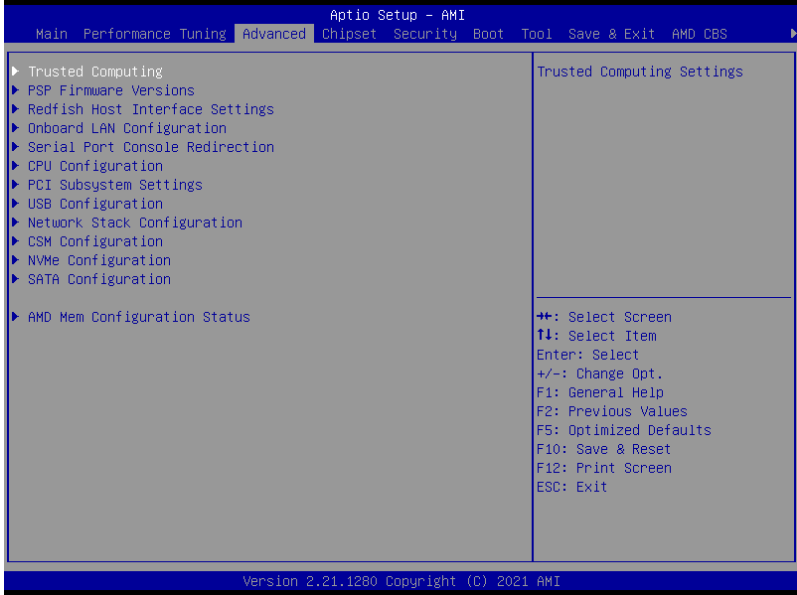 Aptio Setup - AMI
Main Performance Tuning Advanced Chipset Security Boot Tool Save & Exit AMD CBS
Trusted Computing
PSP Firmware Versions
Redfish Host Interface Settings
Onboard LAN Configuration
Serial Port Console Redirection
CPU Configuration
PCI Subsystem Settings
USB Configuration
Network Stack Configuration
CSM Configuration
NVMe Configuration
SATA Configuration
AMD Mem Configuration Status
Trusted Computing Settings
→←: Select Screen
↑↓: Select Item
Enter: Select
+/-: Change Opt.
F1: General Help
F2: Previous Values
F5: Optimized Defaults
F10: Save & Reset
F12: Print Screen
ESC: Exit
Version 2.21.1280 Copyright (C) 2021 AMI